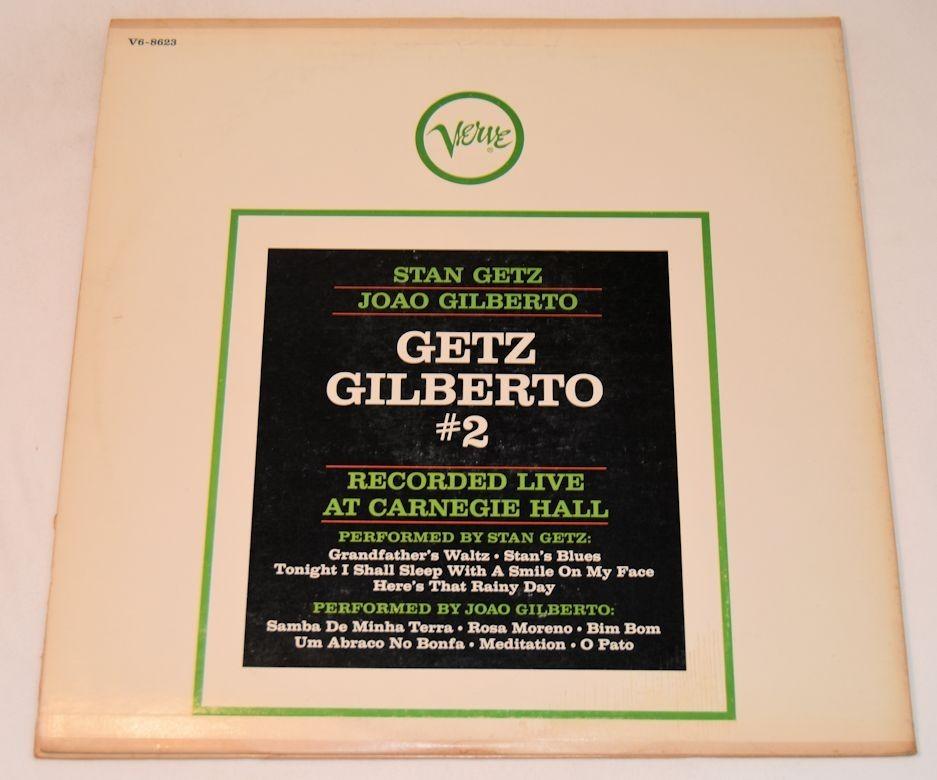 V6-8623
Verve
STAN GETZ
JOAO GILBERTO
GETZ
GILBERTO
#2
RECORDED LIVE
AT CARNEGIE HALL
PERFORMED BY STAN GETZ:
Grandfather's Waltz • Stan's Blues
Tonight I Shall Sleep With A Smile On My Face
Here's That Rainy Day
PERFORMED BY JOAO GILBERTO:
Samba De Minha Terra • Rosa Moreno • Bim Bom
Um Abraco No Bonfa • Meditation • O Pato